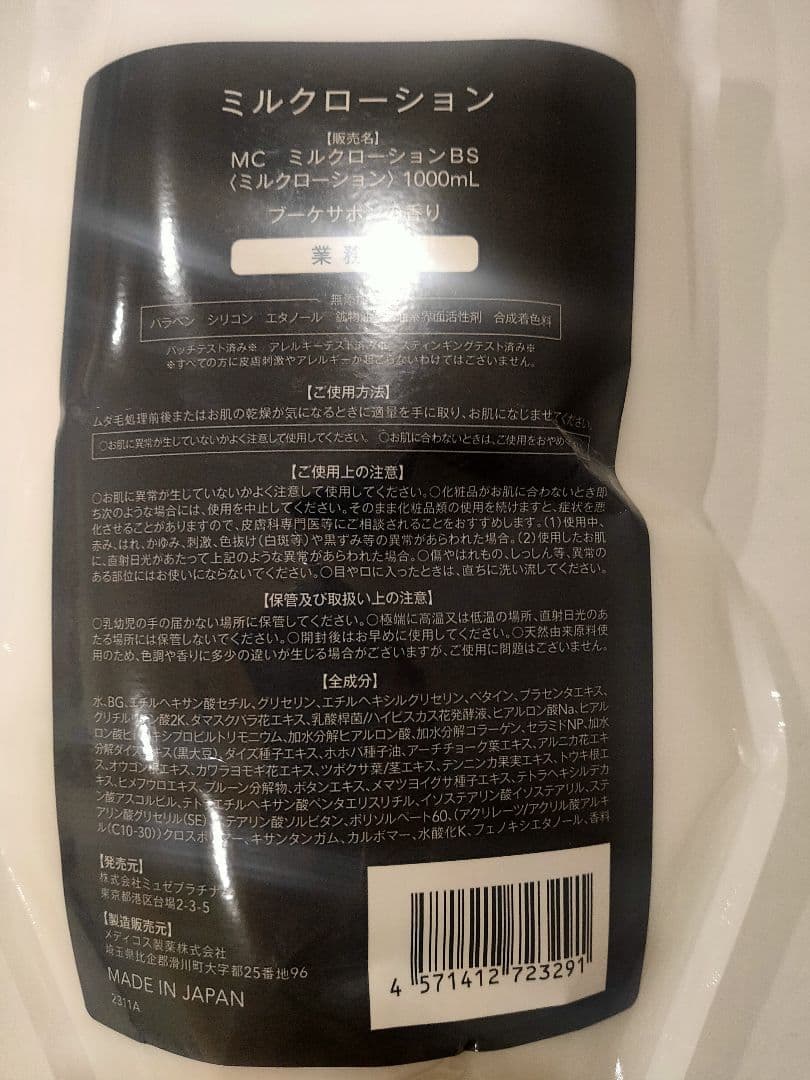 ミルクローション
【販売名】
MC ミルクローションBS
〈ミルクローション〉1000mL
ブーケサボンの香り
業務
無添加
パラベン シリコン エタノール 鉱物油 界面活性剤 合成着色料
パッチテスト済み※ アレルギーテスト済み※ スティンギングテスト済み※
※すべての方に皮膚刺激やアレルギーが起こらないわけではございません。
【ご使用方法】
ムダ毛処理前後またはお肌の乾燥が気になるときに適量を手に取り、お肌になじませてください。
○お肌に異常が生じていないかよく注意して使用してください。 ○お肌に合わないときは、ご使用をおやめ
【ご使用上の注意】
○お肌に異常が生じていないかよく注意して使用してください。○化粧品がお肌に合わないとき即
ち次のような場合には、使用を中止してください。そのまま化粧品類の使用を続けますと、症状を悪
化させることがありますので、皮膚科専門医等にご相談されることをおすすめします。(1)使用中、
赤み、はれ、かゆみ、刺激、色抜け(白斑等)や黒ずみ等の異常があらわれた場合。(2)使用したお肌
に、直射日光があたって上記のような異常があらわれた場合。○傷やはれもの、しっしん等、異常の
ある部位にはお使いにならないでください。○目や口に入ったときは、直ちに洗い流してください。
【保管及び取扱い上の注意】
○乳幼児の手の届かない場所に保管してください。○極端に高温又は低温の場所、直射日光のあ
たる場所には保管しないでください。○開封後はお早めに使用してください。○天然由来原料使
用のため、色調や香りに多少の違いが生じる場合がございますが、ご使用に問題はございません。
【全成分】
水、BG、エチルヘキサン酸セチル、グリセリン、エチルヘキシルグリセリン、ベタイン、プラセンタエキス、
グリチルリチン酸2K、ダマスクバラ花エキス、乳酸桿菌/ハイビスカス花発酵液、ヒアルロン酸Na、ヒアル
ロン酸ヒドロキシプロピルトリモニウム、加水分解ヒアルロン酸、加水分解コラーゲン、セラミドNP、加水
分解ダイズエキス(黒大豆)、ダイズ種子エキス、ホホバ種子油、アーチチョーク葉エキス、アルニカ花エキ
ス、オウゴン根エキス、カワラヨモギ花エキス、ツボクサ葉/茎エキス、テンニンカ果実エキス、トウキ根エ
キス、ヒメフウロエキス、プルーン分解物、ボタンエキス、メマツヨイグサ種子エキス、テトラヘキシルデカ
ン酸アスコルビル、テトラエチルヘキサン酸ペンタエリスリチル、イソステアリン酸イソステアリル、ステ
アリン酸グリセリル(SE)、ステアリン酸ソルビタン、ポリソルベート60、(アクリレーツ/アクリル酸アルキ
ル(C10-30))クロスポリマー、キサンタンガム、カルボマー、水酸化K、フェノキシエタノール、香料
【発売元】
株式会社ミュゼプラチナム
東京都港区台場2-3-5
【製造販売元】
メディコス製薬株式会社
埼玉県比企郡滑川町大字都25番地96
MADE IN JAPAN
2311A
4 571412 723291